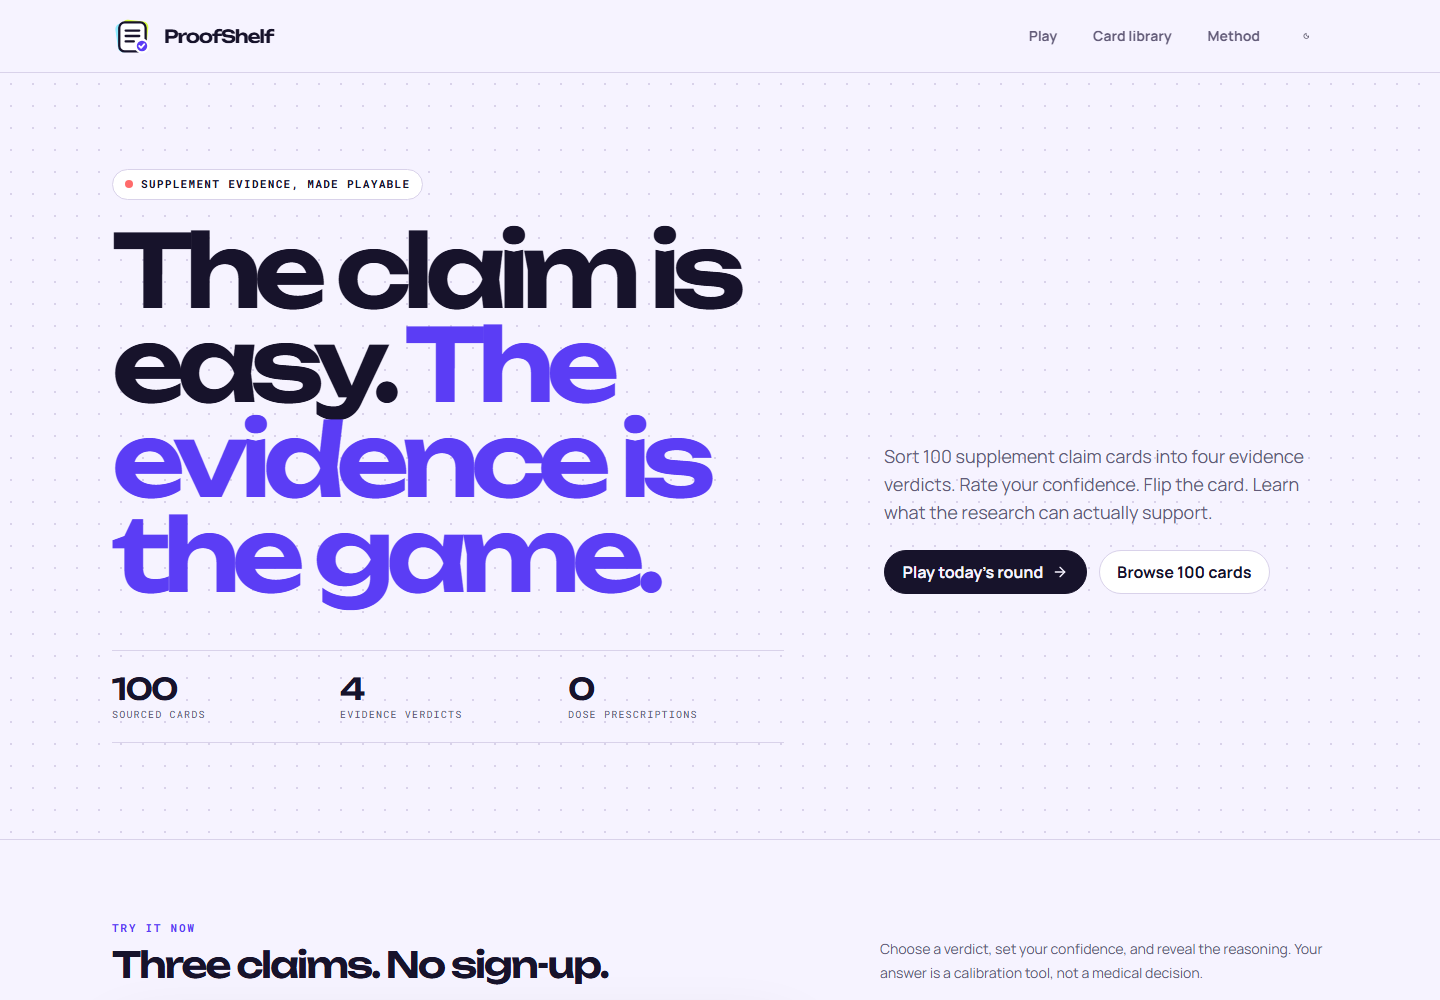 ProofShelf
Play
Card library
Method
SUPPLEMENT EVIDENCE, MADE PLAYABLE
The claim is
easy. The
evidence is
the game.
Sort 100 supplement claim cards into four evidence
verdicts. Rate your confidence. Flip the card. Learn
what the research can actually support.
Play today's round →
Browse 100 cards
100
SOURCED CARDS
4
EVIDENCE VERDICTS
0
DOSE PRESCRIPTIONS
TRY IT NOW
Three claims. No sign-up.
Choose a verdict, set your confidence, and reveal the reasoning. Your
answer is a calibration tool, not a medical decision.